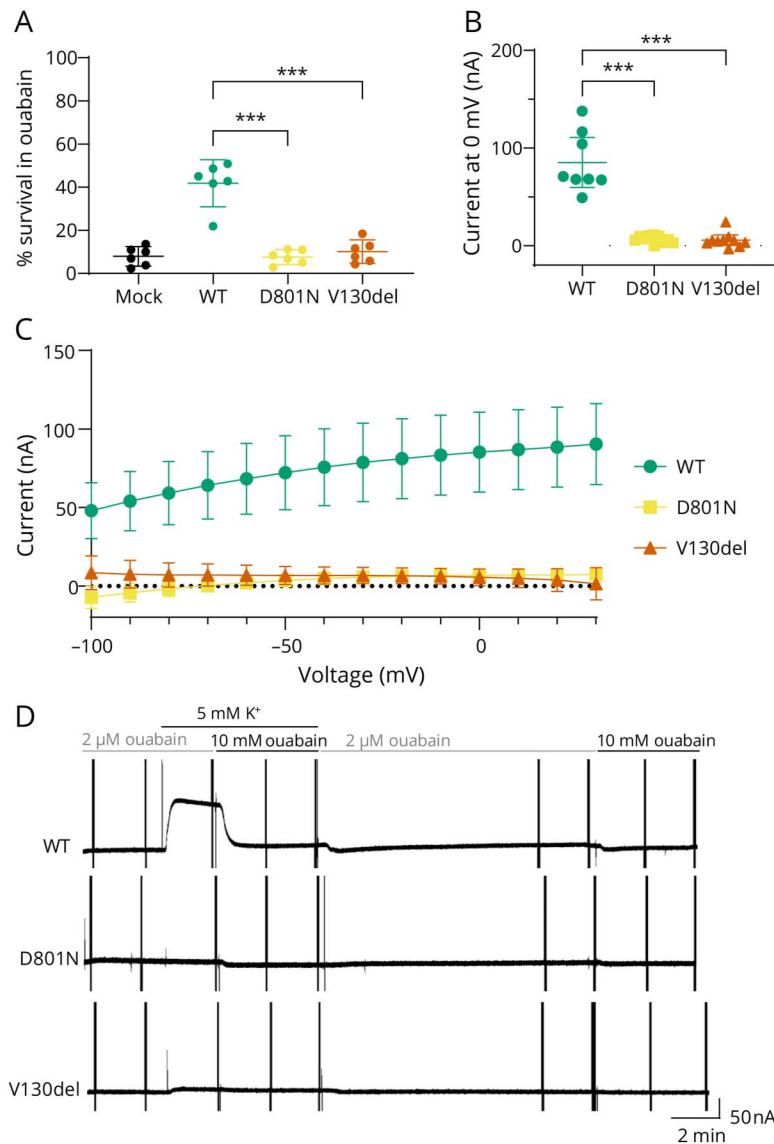 A
% survival in ouabain
100
80
60
40
20
0
***
***
Mock
WT
D801N
V130del
B
Current at 0 mV (nA)
200
100
0
***
***
WT
D801N
V130del
C
Current (nA)
150
100
50
0
−100
−50
0
Voltage (mV)
WT
D801N
V130del
D
5 mM K⁺
2 μM ouabain
10 mM ouabain
2 μM ouabain
10 mM ouabain
WT
D801N
V130del
50 nA
2 min